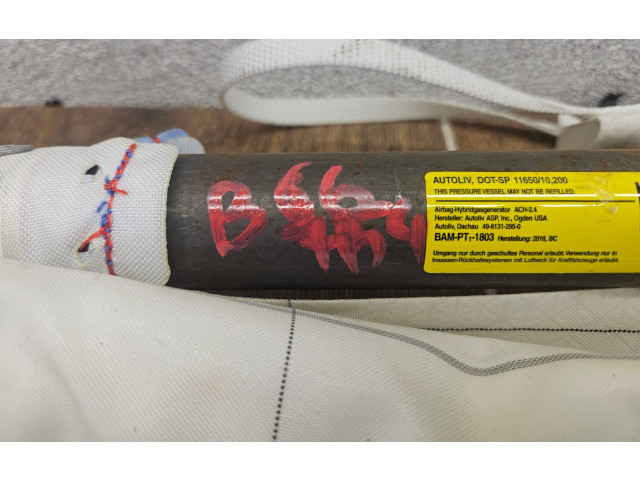 AUTOLIV, DOT-SP 11650/10,200
THIS PRESSURE VESSEL MAY NOT BE REFILLED.
Airbag-Hybridgasgenerator ACH-2.4
Hersteller: Autoliv ASP, Inc., Ogden USA
Autoliv, Dachau 49-8131-295-0
BAM-PT₁-1803 Herstellung: 2016, BC
Umgang nur durch geschultes Personal erlaubt. Verwendung nur in
Insassen-Rückhaltesystemen mit Luftweck für Kraftfahrzeuge erlaubt.